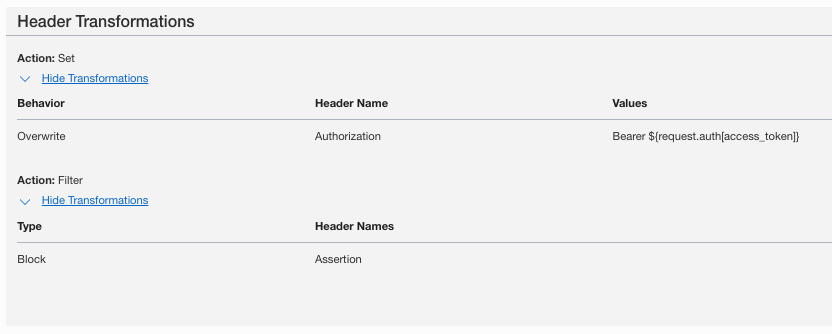 Header Transformations
Action: Set
Hide Transformations
Behavior Header Name Values
Overwrite Authorization Bearer ${request.auth[access_token]}
Action: Filter
Hide Transformations
Type Header Names
Block Assertion